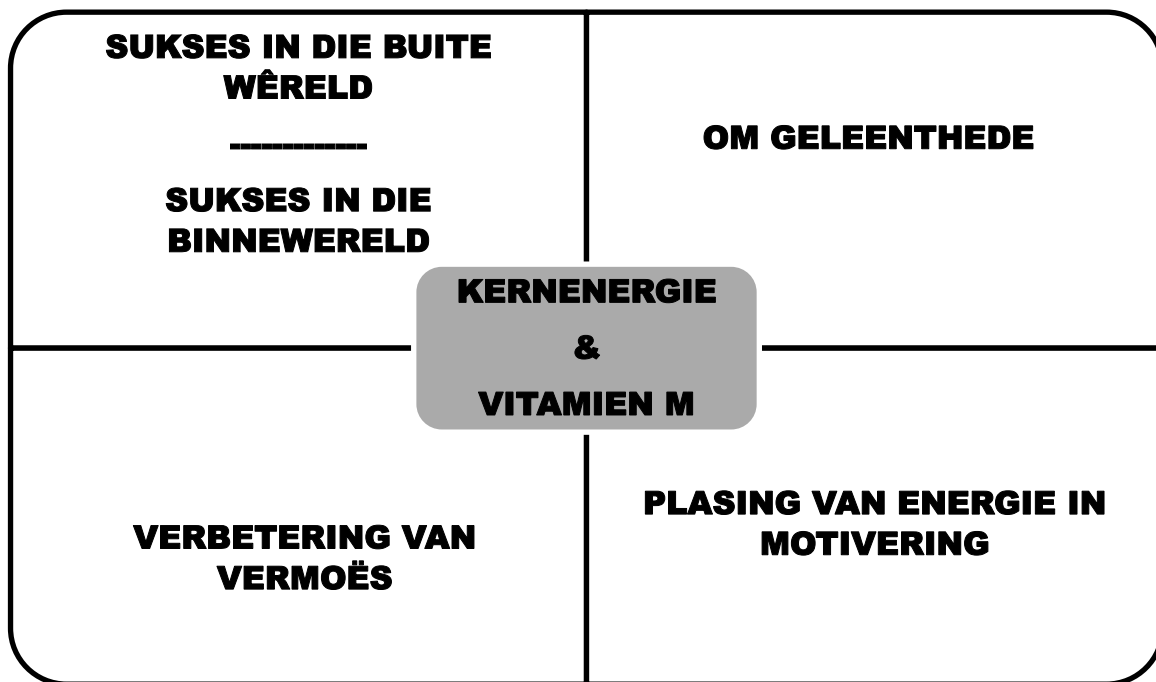 SUKSES IN DIE BUITE
WÊRELD
-------------
SUKSES IN DIE
BINNEWERELD
OM GELEENTHEDE
KERNENERGIE
&
VITAMIEN M
VERBETERING VAN
VERMOËS
PLASING VAN ENERGIE IN
MOTIVERING